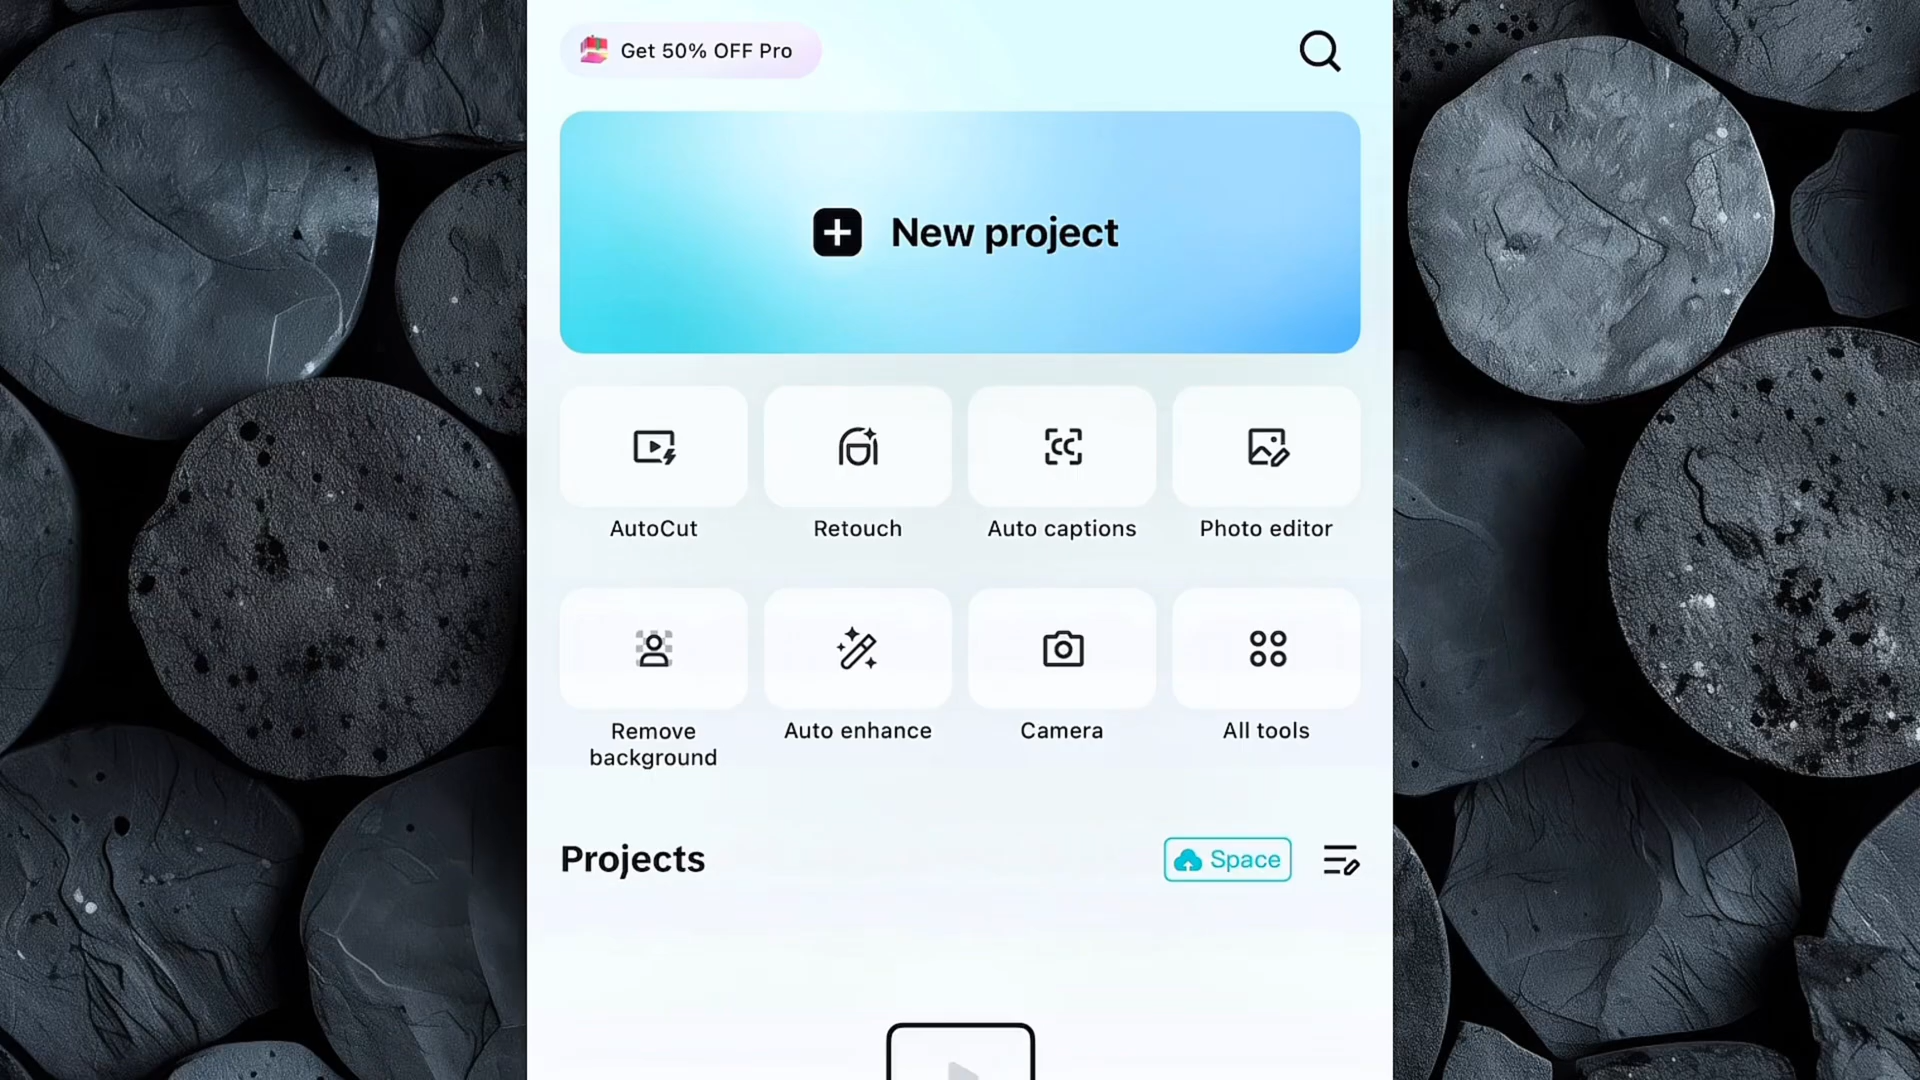 Get 50% OFF Pro
New project
AutoCut
Retouch
Auto captions
Photo editor
Remove
background
Auto enhance
Camera
All tools
Projects
Space